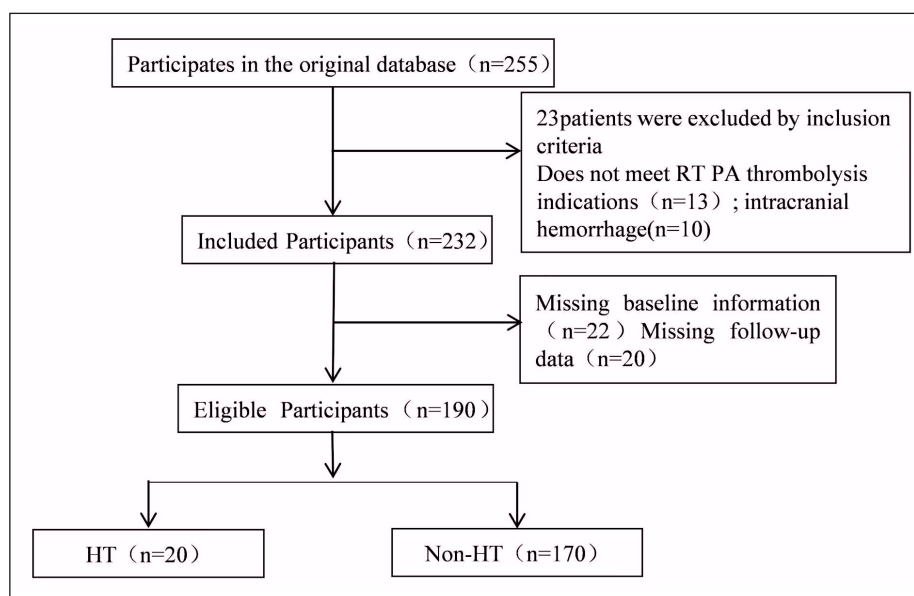 Participates in the original database（n=255）
23patients were excluded by inclusion
criteria
Does not meet RT PA thrombolysis
indications（n=13）; intracranial
hemorrhage(n=10)
Included Participants（n=232）
Missing baseline information
（n=22）Missing follow-up
data（n=20）
Eligible Participants（n=190）
HT（n=20）
Non-HT（n=170）